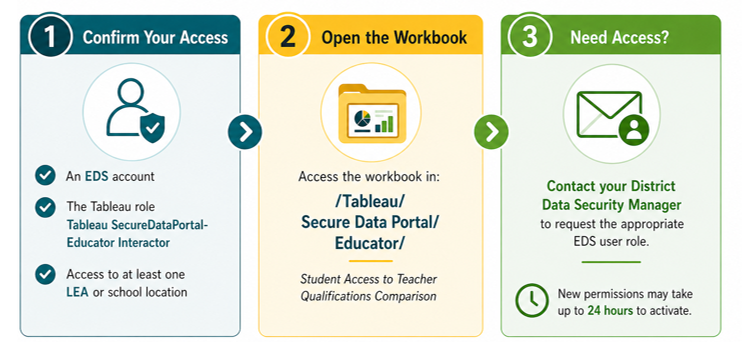 1 Confirm Your Access
An EDS account
The Tableau role
Tableau SecureDataPortal-
Educator Interactor
Access to at least one
LEA or school location
2 Open the Workbook
Access the workbook in:
/Tableau/
Secure Data Portal/
Educator/
Student Access to Teacher
Qualifications Comparison
3 Need Access?
Contact your District
Data Security Manager
to request the appropriate
EDS user role.
New permissions may take
up to 24 hours to activate.